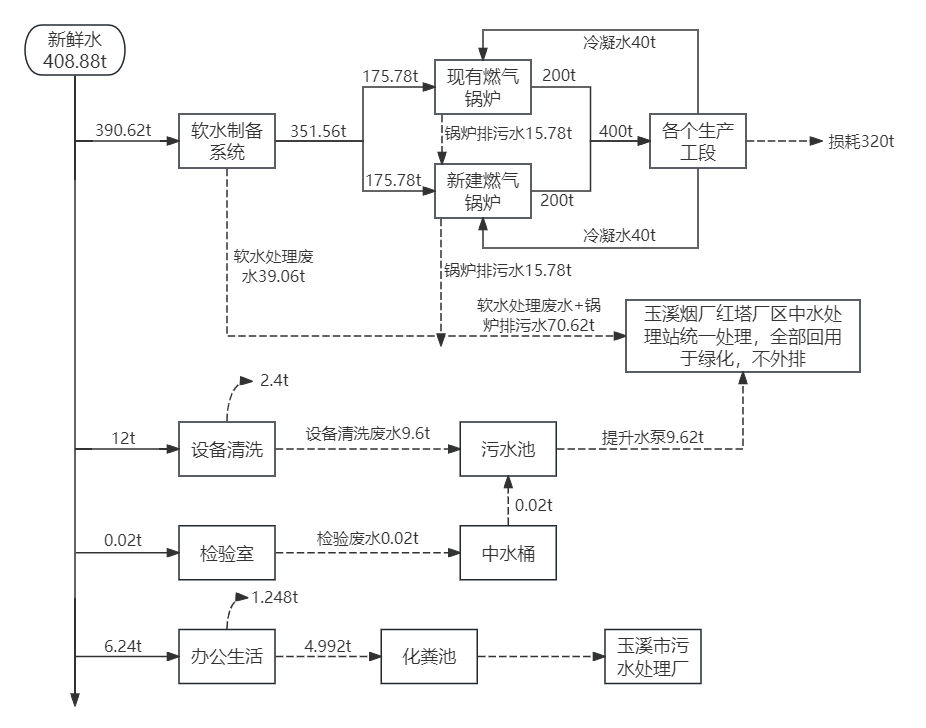 新鲜水
408.88t
冷凝水40t
175.78t
现有燃气
锅炉
200t
390.62t
软水制备
系统
351.56t
锅炉排污水15.78t
400t
各个生产
工段
损耗320t
175.78t
新建燃气
锅炉
200t
冷凝水40t
软水处理废
水39.06t
锅炉排污水15.78t
软水处理废水+锅
炉排污水70.62t
玉溪烟厂红塔厂区中水处
理站统一处理，全部回用
于绿化，不外排
2.4t
12t
设备清洗
设备清洗废水9.6t
污水池
提升水泵9.62t
0.02t
0.02t
检验室
检验废水0.02t
中水桶
1.248t
6.24t
办公生活
4.992t
化粪池
玉溪市污
水处理厂